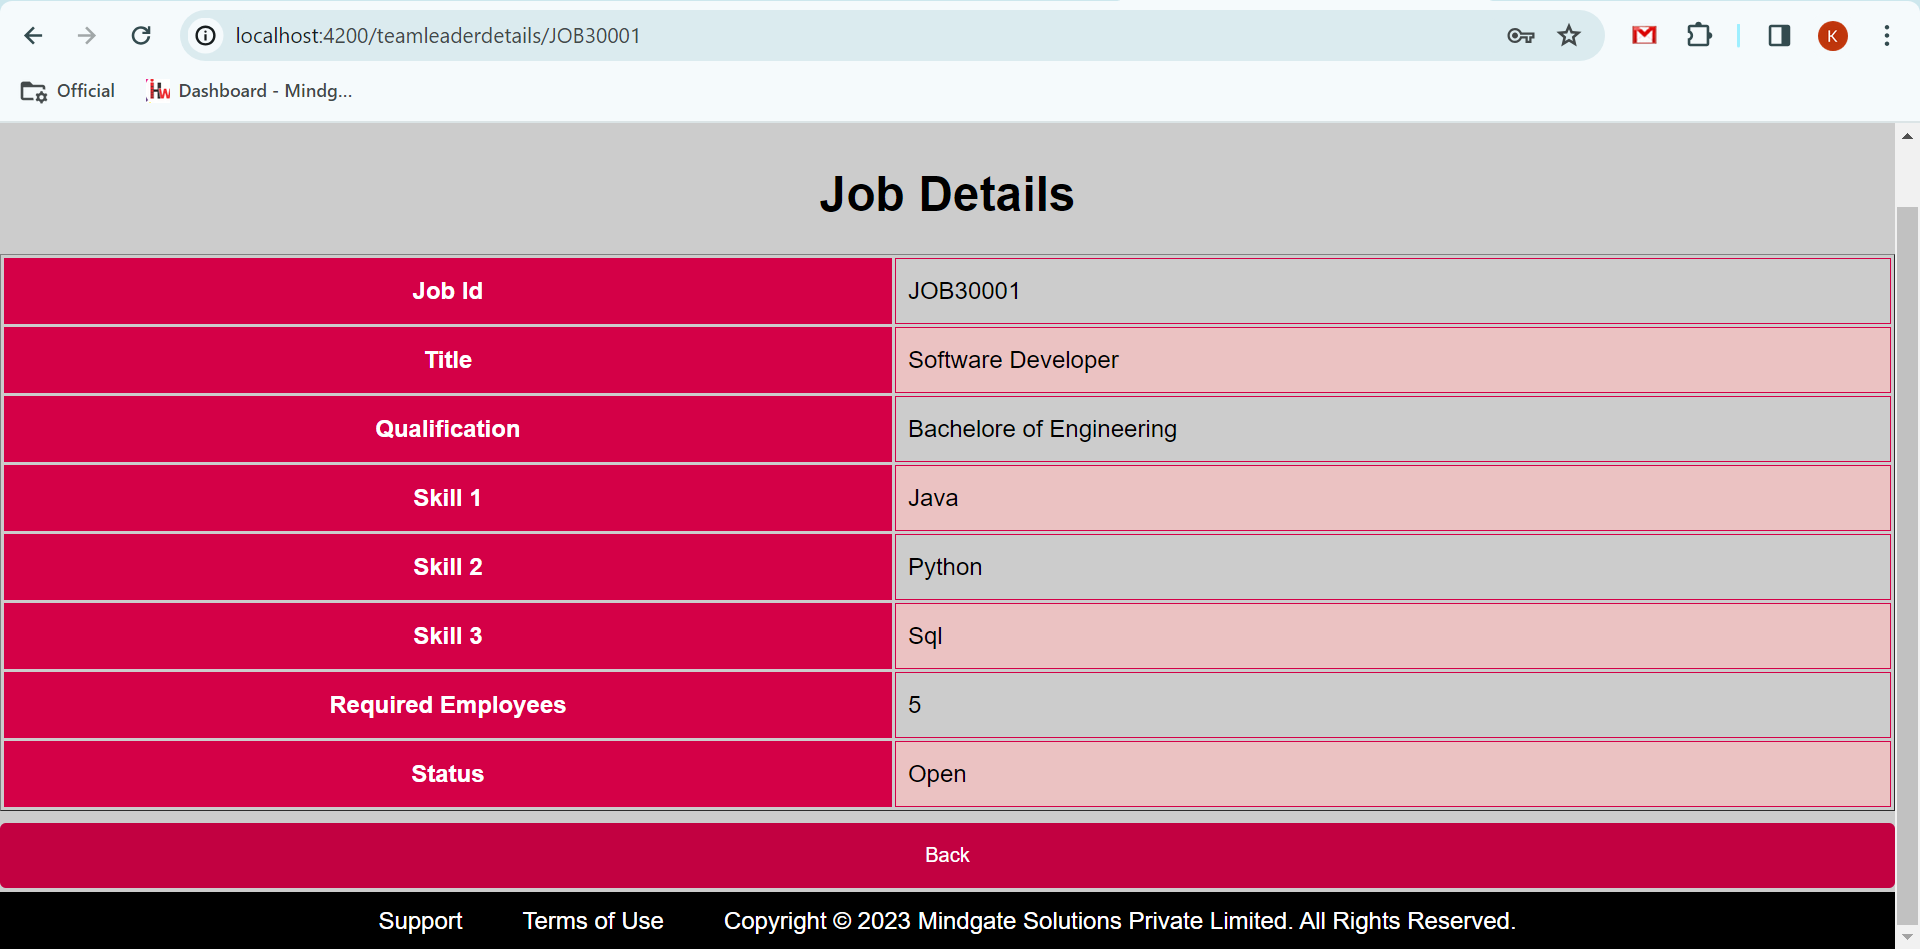 localhost:4200/teamleaderdetails/JOB30001
K
Official
Dashboard - Mindg...
Job Details
Job Id JOB30001
Title Software Developer
Qualification Bachelore of Engineering
Skill 1 Java
Skill 2 Python
Skill 3 Sql
Required Employees 5
Status Open
Back
Support Terms of Use Copyright © 2023 Mindgate Solutions Private Limited. All Rights Reserved.